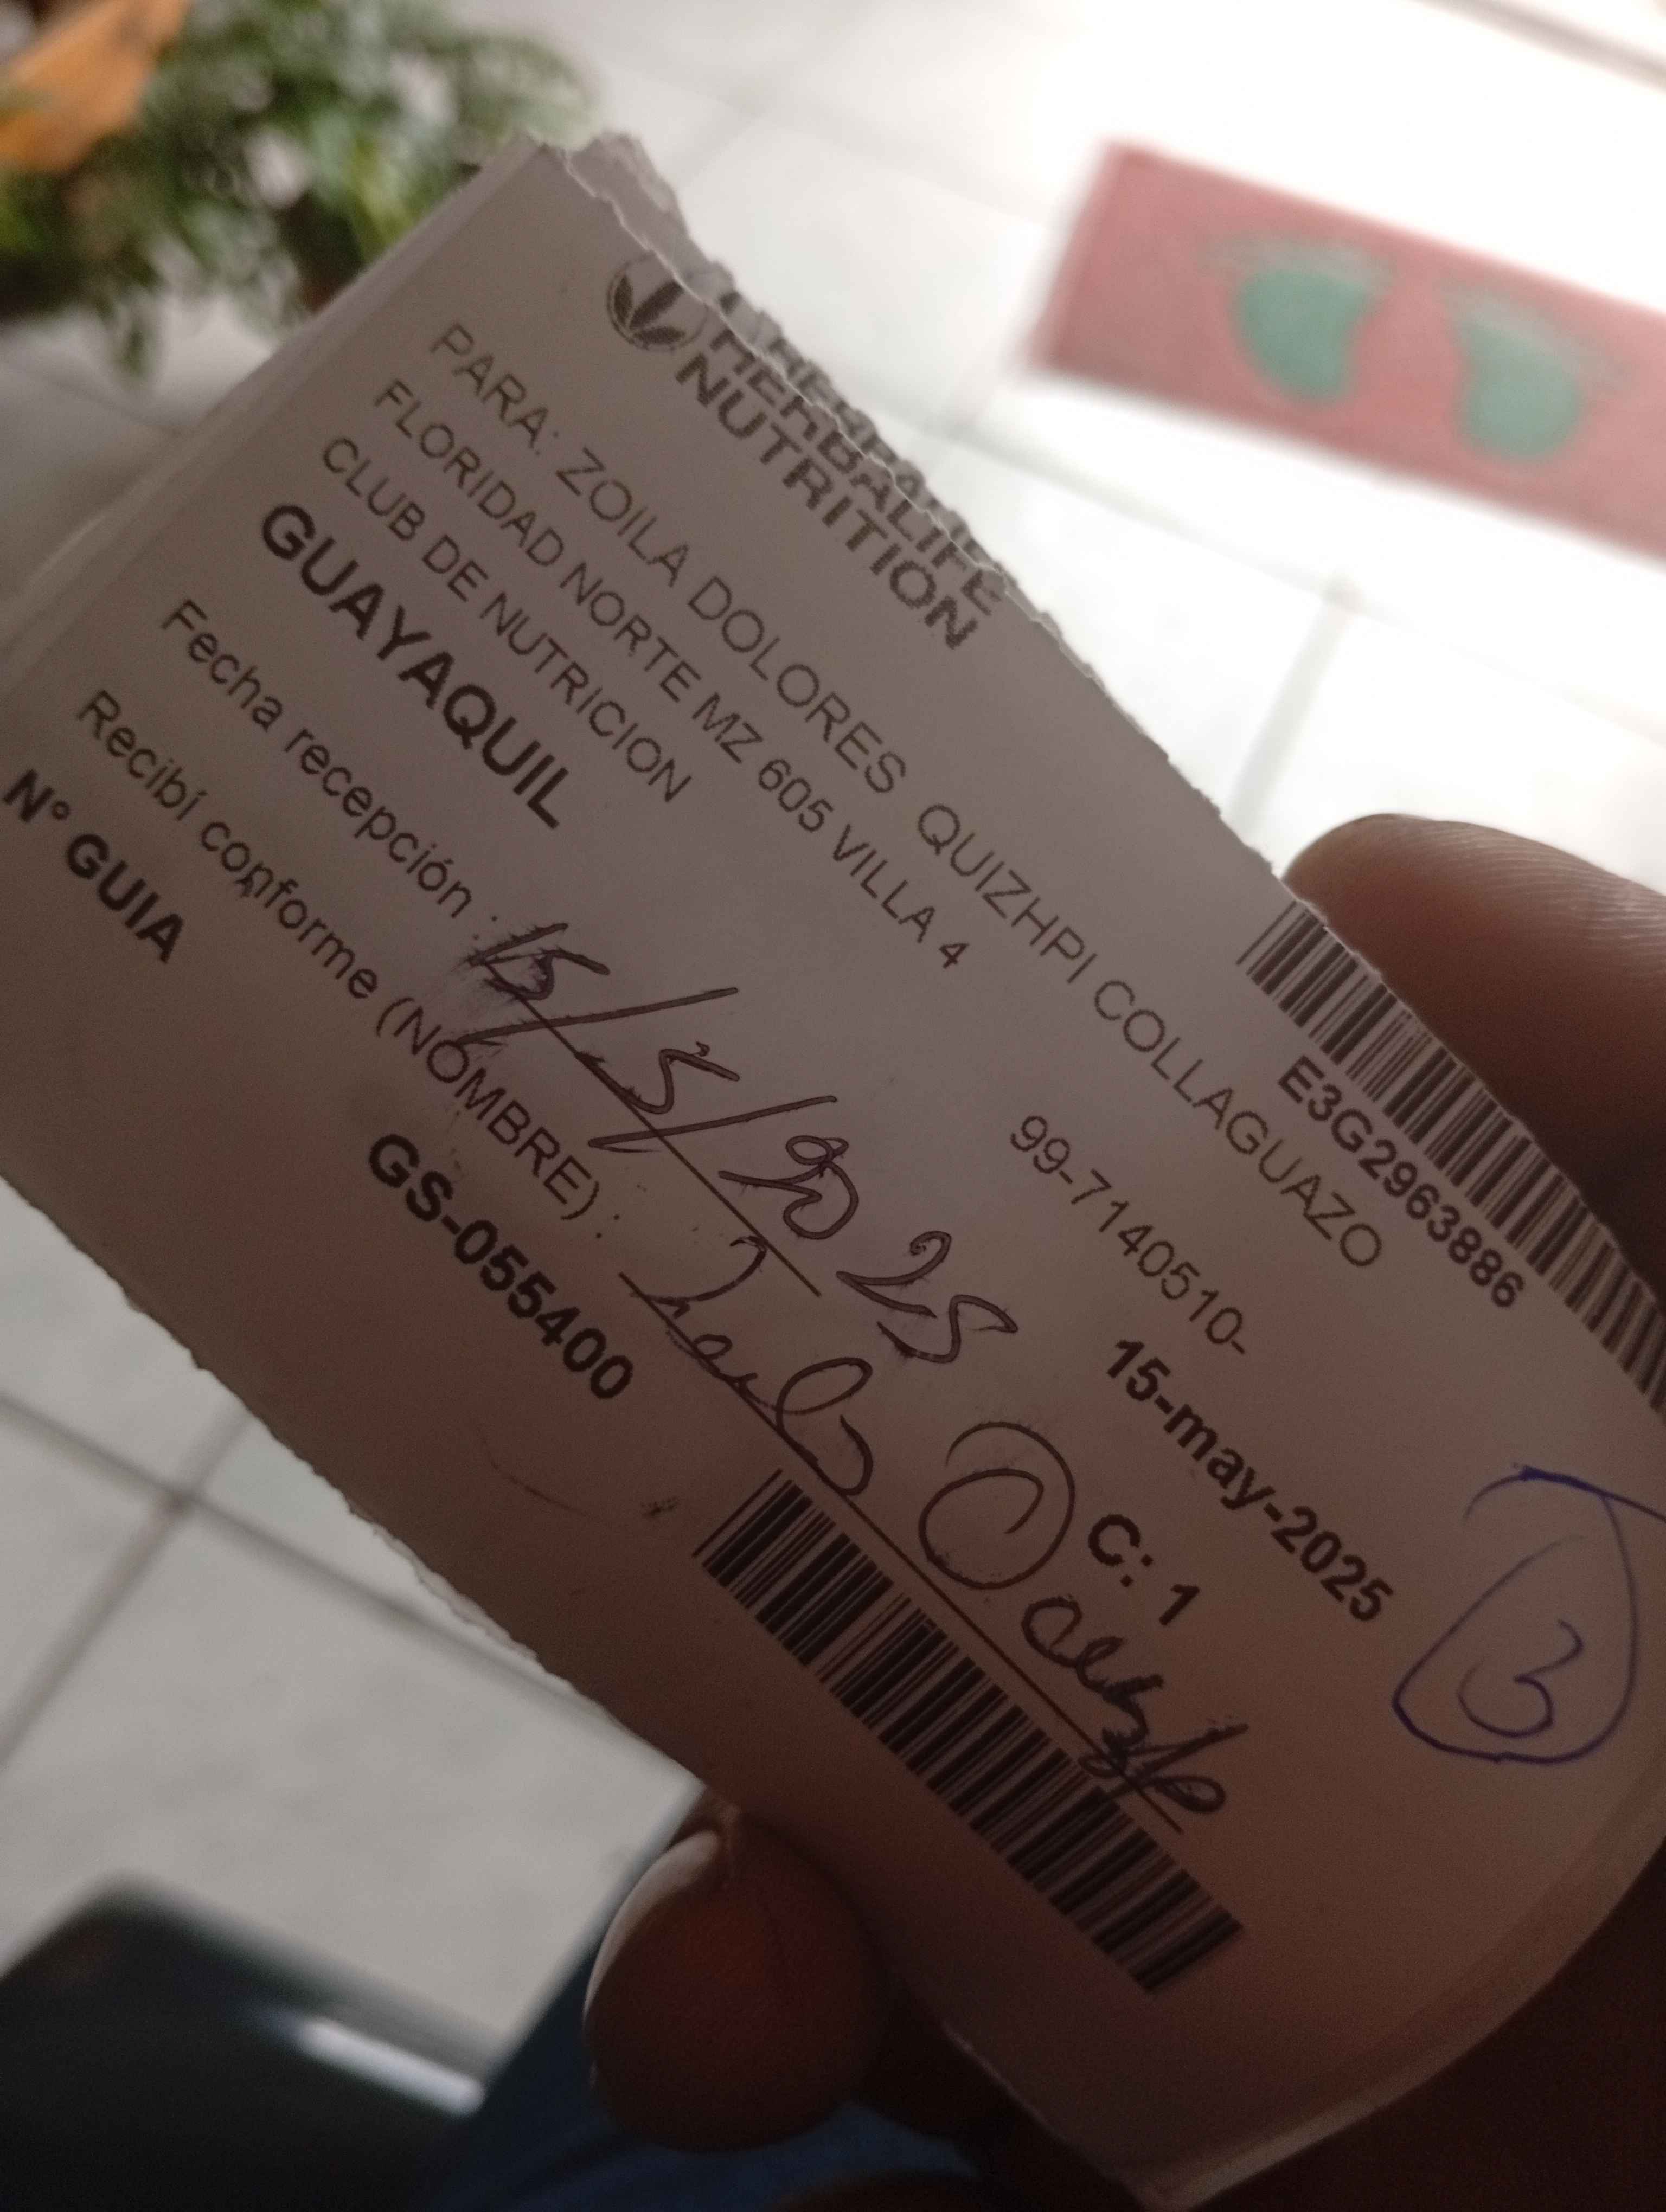 HERBALIFE
NUTRITION
E3G2963886
PARA: ZOILA DOLORES QUIZHPI COLLAGUAZO
FLORIDAD NORTE MZ 605 VILLA 4
99-7140510-
CLUB DE NUTRICION
GUAYAQUIL
15-may-2025
Fecha recepción : 15/5/2025
C: 1
3
Recibí conforme (NOMBRE) :
N° GUIA
GS-055400